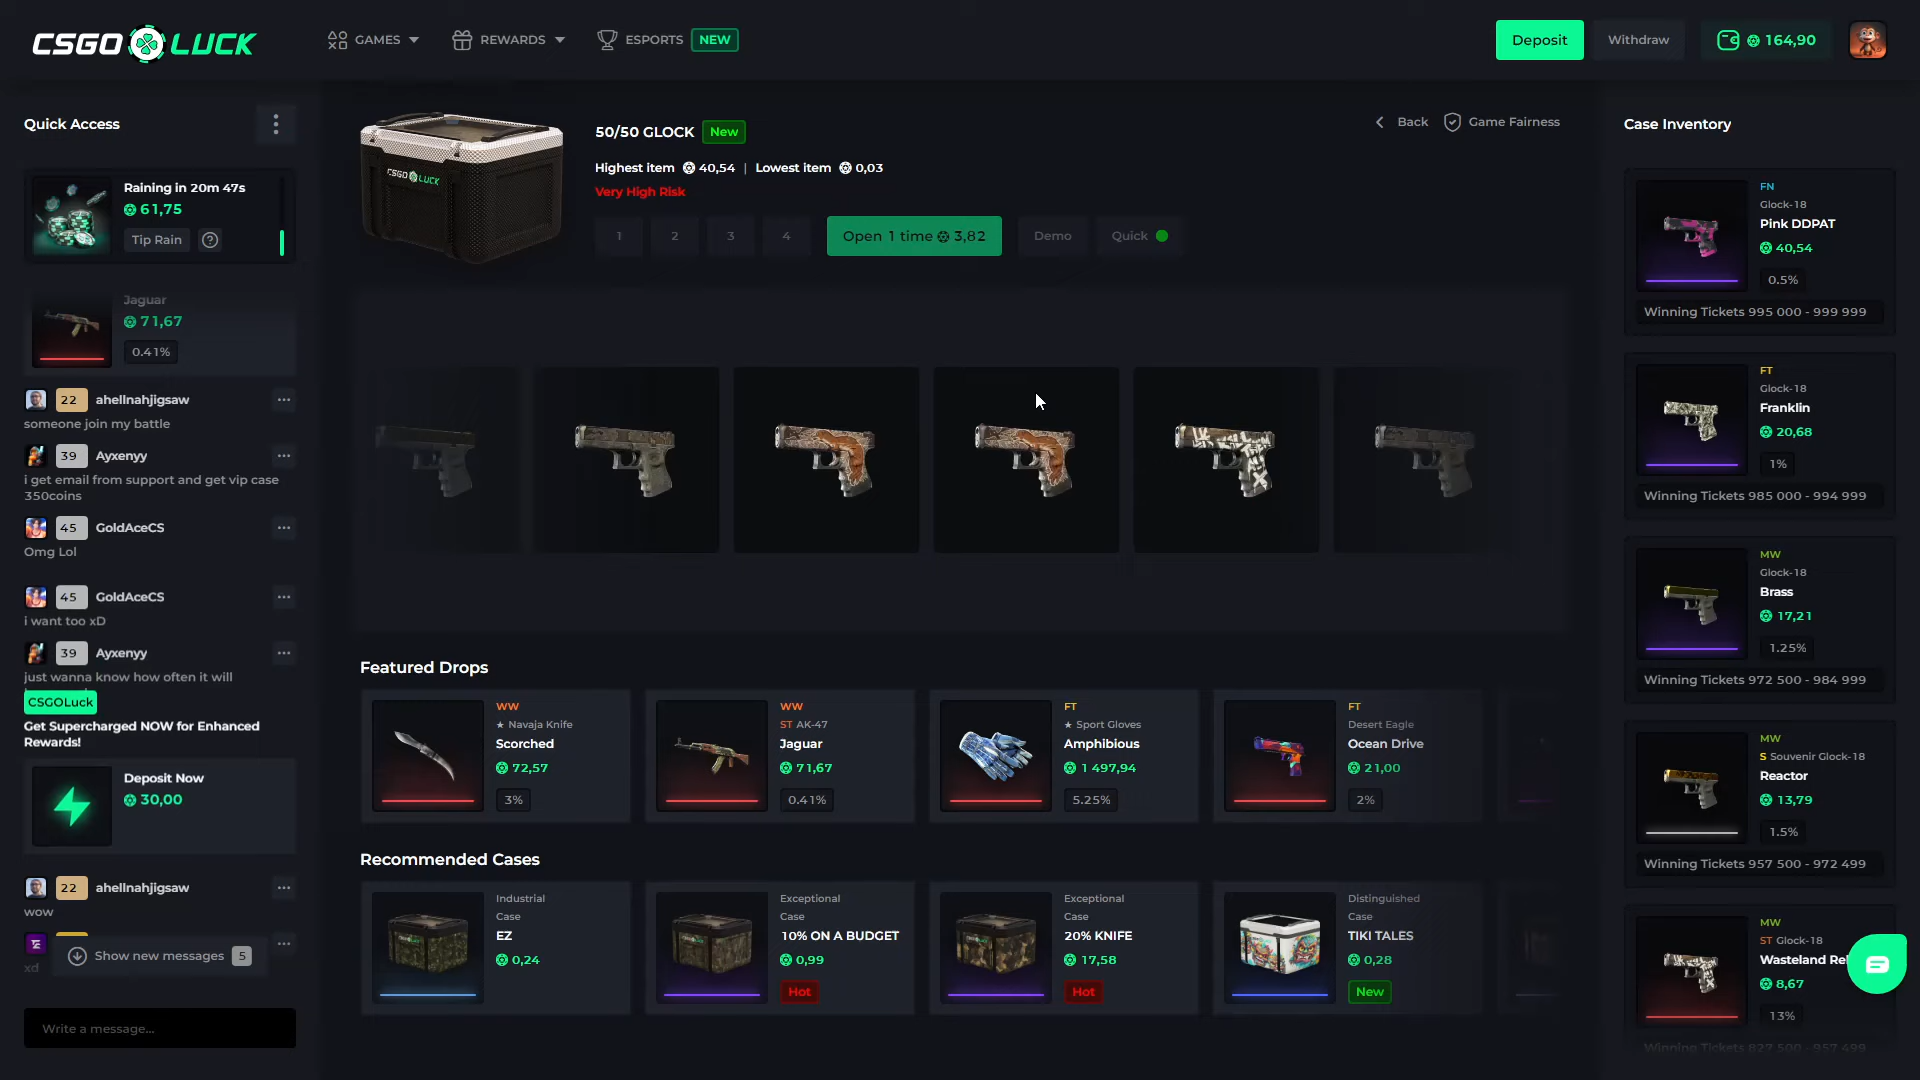 CSGO LUCK
GAMES
REWARDS
ESPORTS NEW
Deposit
Withdraw
164,90
Quick Access
Raining in 20m 47s
61,75
Tip Rain
Jaguar
71,67
0.41%
22 ahellnahjigsaw
someone join my battle
39 Ayxenyy
i get email from support and get vip case
350coins
45 GoldAceCS
Omg Lol
45 GoldAceCS
i want too xD
39 Ayxenyy
just wanna know how often it will
CSGOLuck
Get Supercharged NOW for Enhanced
Rewards!
Deposit Now
30,00
22 ahellnahjigsaw
wow
xd
Show new messages 5
Write a message...
50/50 GLOCK New
Highest item 40,54 | Lowest item 0,03
Very High Risk
1 2 3 4
Open 1 time 3,82
Demo
Quick
Back
Game Fairness
CSGO LUCK
Featured Drops
WW
★ Navaja Knife
Scorched
72,57
3%
WW
ST AK-47
Jaguar
71,67
0.41%
FT
★ Sport Gloves
Amphibious
1 497,94
5.25%
FT
Desert Eagle
Ocean Drive
21,00
2%
Recommended Cases
Industrial
Case
EZ
0,24
Exceptional
Case
10% ON A BUDGET
0,99
Hot
Exceptional
Case
20% KNIFE
17,58
Hot
Distinguished
Case
TIKI TALES
0,28
New
Case Inventory
FN
Glock-18
Pink DDPAT
40,54
0.5%
Winning Tickets 995 000 - 999 999
FT
Glock-18
Franklin
20,68
1%
Winning Tickets 985 000 - 994 999
MW
Glock-18
Brass
17,21
1.25%
Winning Tickets 972 500 - 984 999
MW
S Souvenir Glock-18
Reactor
13,79
1.5%
Winning Tickets 957 500 - 972 499
MW
ST Glock-18
Wasteland Re
8,67
13%
Winning Tickets 827 500 - 957 499